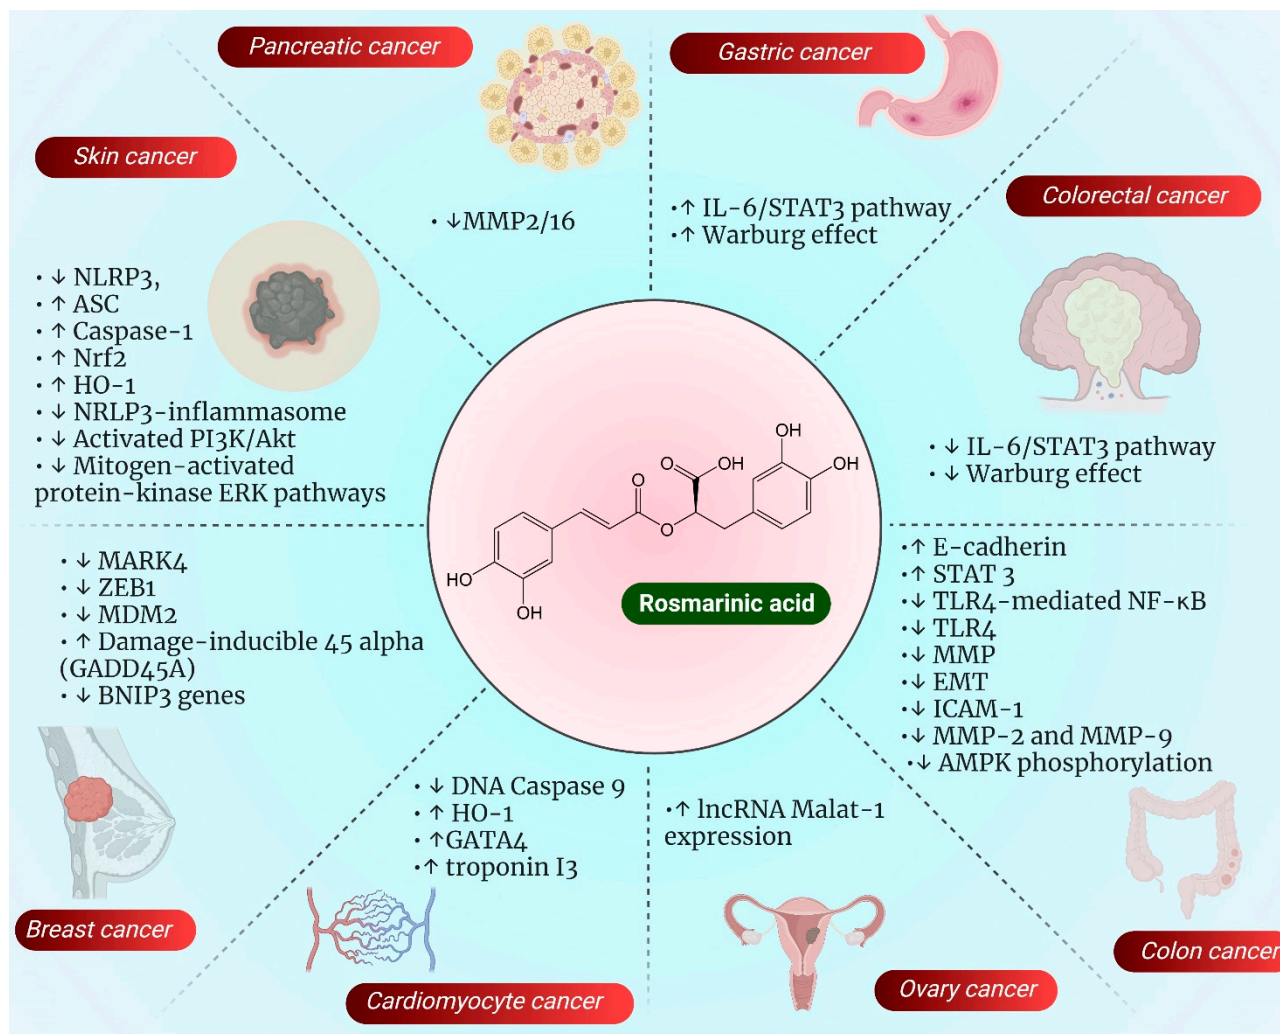 Pancreatic cancer
• ↓MMP2/16
Gastric cancer
• ↑ IL-6/STAT3 pathway
• ↑ Warburg effect
Colorectal cancer
• ↓ IL-6/STAT3 pathway
• ↓ Warburg effect
Skin cancer
• ↓ NLRP3,
• ↑ ASC
• ↑ Caspase-1
• ↑ Nrf2
• ↑ HO-1
• ↓ NRLP3-inflammasome
• ↓ Activated PI3K/Akt
• ↓ Mitogen-activated
protein-kinase ERK pathways
OH
O
OH
OH
O
O
HO
OH
Rosmarinic acid
• ↓ MARK4
• ↓ ZEB1
• ↓ MDM2
• ↑ Damage-inducible 45 alpha
(GADD45A)
• ↓ BNIP3 genes
Breast cancer
• ↓ DNA Caspase 9
• ↑ HO-1
• ↑GATA4
• ↑ troponin I3
Cardiomyocyte cancer
• ↑ lncRNA Malat-1
expression
Ovary cancer
• ↑ E-cadherin
• ↑ STAT 3
• ↓ TLR4-mediated NF-κB
• ↓ TLR4
• ↓ MMP
• ↓ EMT
• ↓ ICAM-1
• ↓ MMP-2 and MMP-9
• ↓ AMPK phosphorylation
Colon cancer